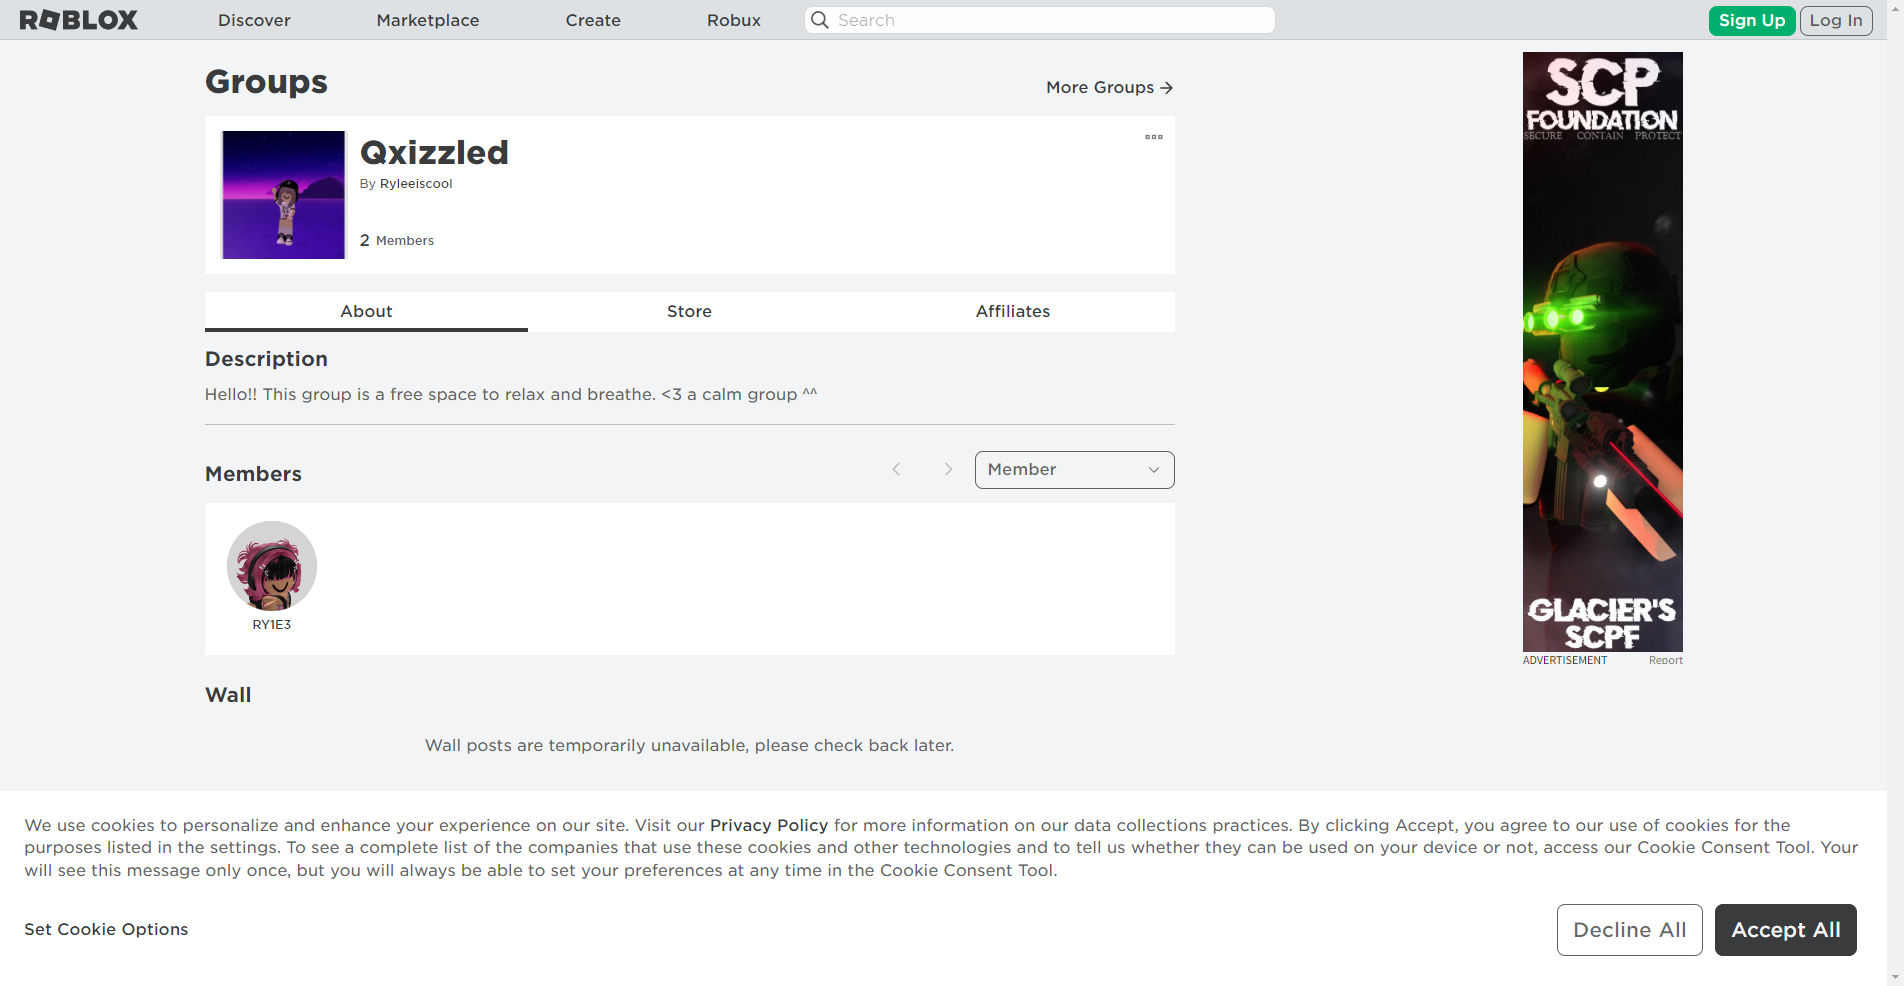 ROBLOX
Discover
Marketplace
Create
Robux
Search
Sign Up
Log In
Groups
More Groups
Qxizzled
By Ryleeiscool
2 Members
About
Store
Affiliates
Description
Hello!! This group is a free space to relax and breathe. <3 a calm group ^^
Members
Member
RY1E3
Wall
Wall posts are temporarily unavailable, please check back later.
SCP
FOUNDATION
SECURE CONTAIN PROTECT
GLACIER'S
SCPF
ADVERTISEMENT
Report
We use cookies to personalize and enhance your experience on our site. Visit our Privacy Policy for more information on our data collections practices. By clicking Accept, you agree to our use of cookies for the
purposes listed in the settings. To see a complete list of the companies that use these cookies and other technologies and to tell us whether they can be used on your device or not, access our Cookie Consent Tool. Your
will see this message only once, but you will always be able to set your preferences at any time in the Cookie Consent Tool.
Set Cookie Options
Decline All
Accept All